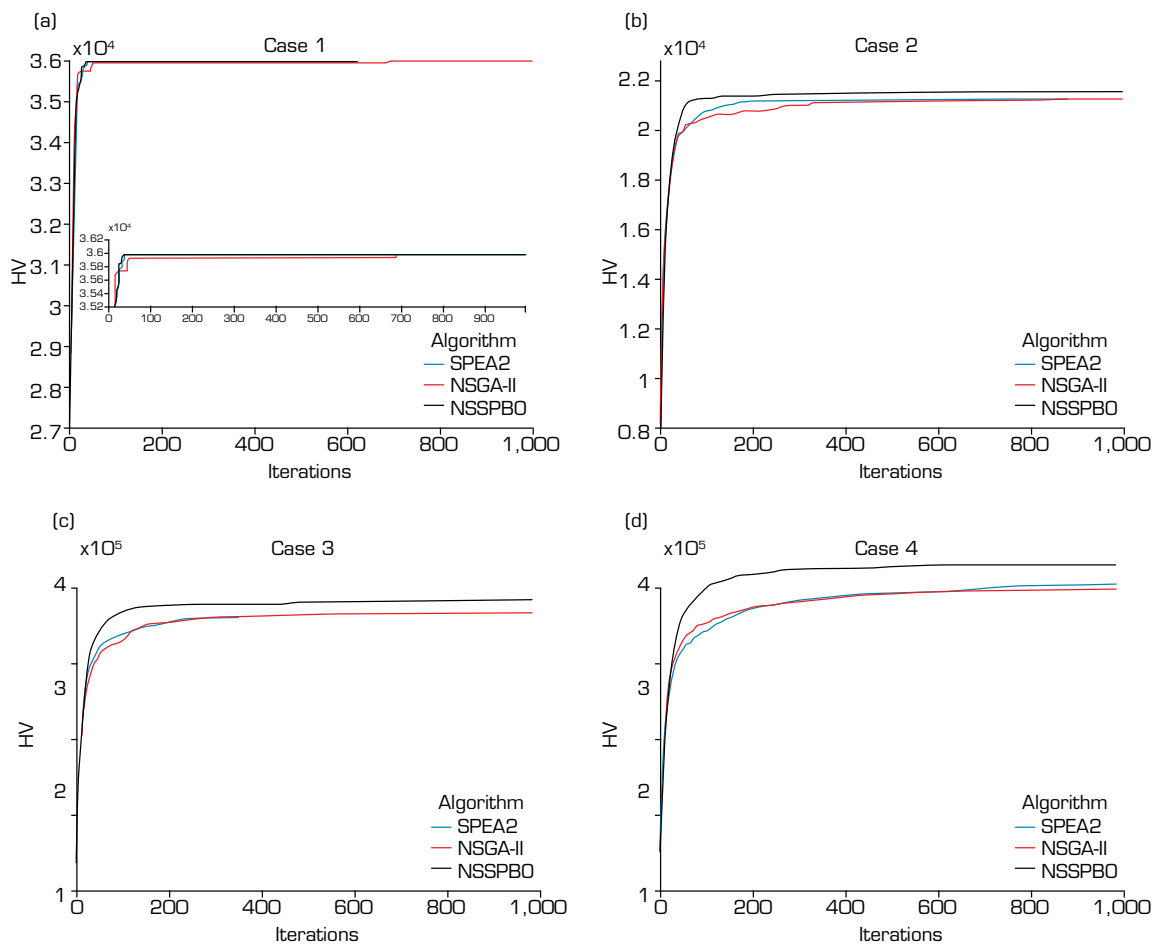 (a)
x10⁴
Case 1
3.6
3.5
3.4
3.3
3.2
3.1
3
2.9
2.8
2.7
HV
x10⁴
3.62
3.6
3.58
3.56
3.54
3.52
0 100 200 300 400 500 600 700 800 900
Algorithm
SPEA2
NSGA-II
NSSPBO
0 200 400 600 800 1,000
Iterations
(b)
x10⁴
Case 2
2.2
2
1.8
1.6
1.4
1.2
1
0.8
HV
Algorithm
SPEA2
NSGA-II
NSSPBO
0 200 400 600 800 1,000
Iterations
(c)
x10⁵
Case 3
4
3
2
1
HV
Algorithm
SPEA2
NSGA-II
NSSPBO
0 200 400 600 800 1,000
Iterations
(d)
x10⁵
Case 4
4
3
2
1
HV
Algorithm
SPEA2
NSGA-II
NSSPBO
0 200 400 600 800 1,000
Iterations